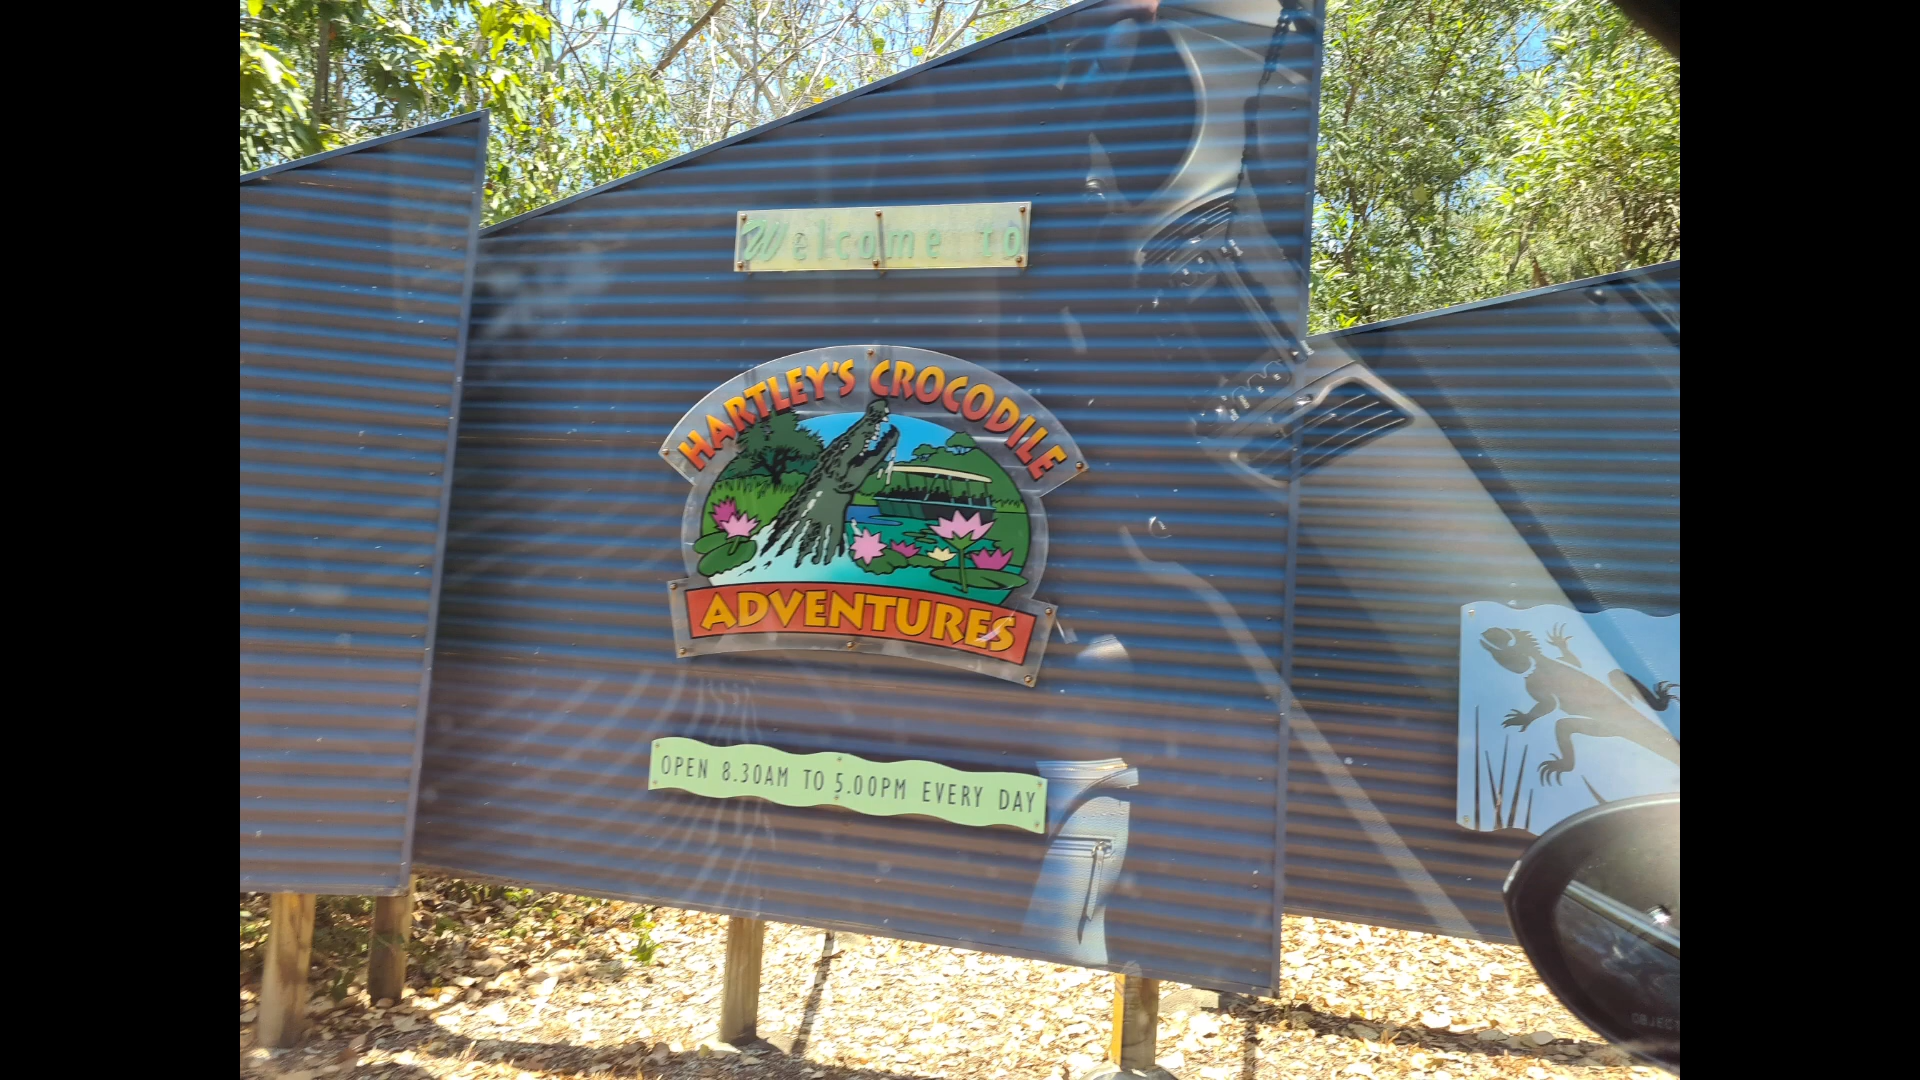 Welcome to
HARTLEY'S CROCODILE
ADVENTURES
OPEN 8.30AM TO 5.00PM EVERY DAY